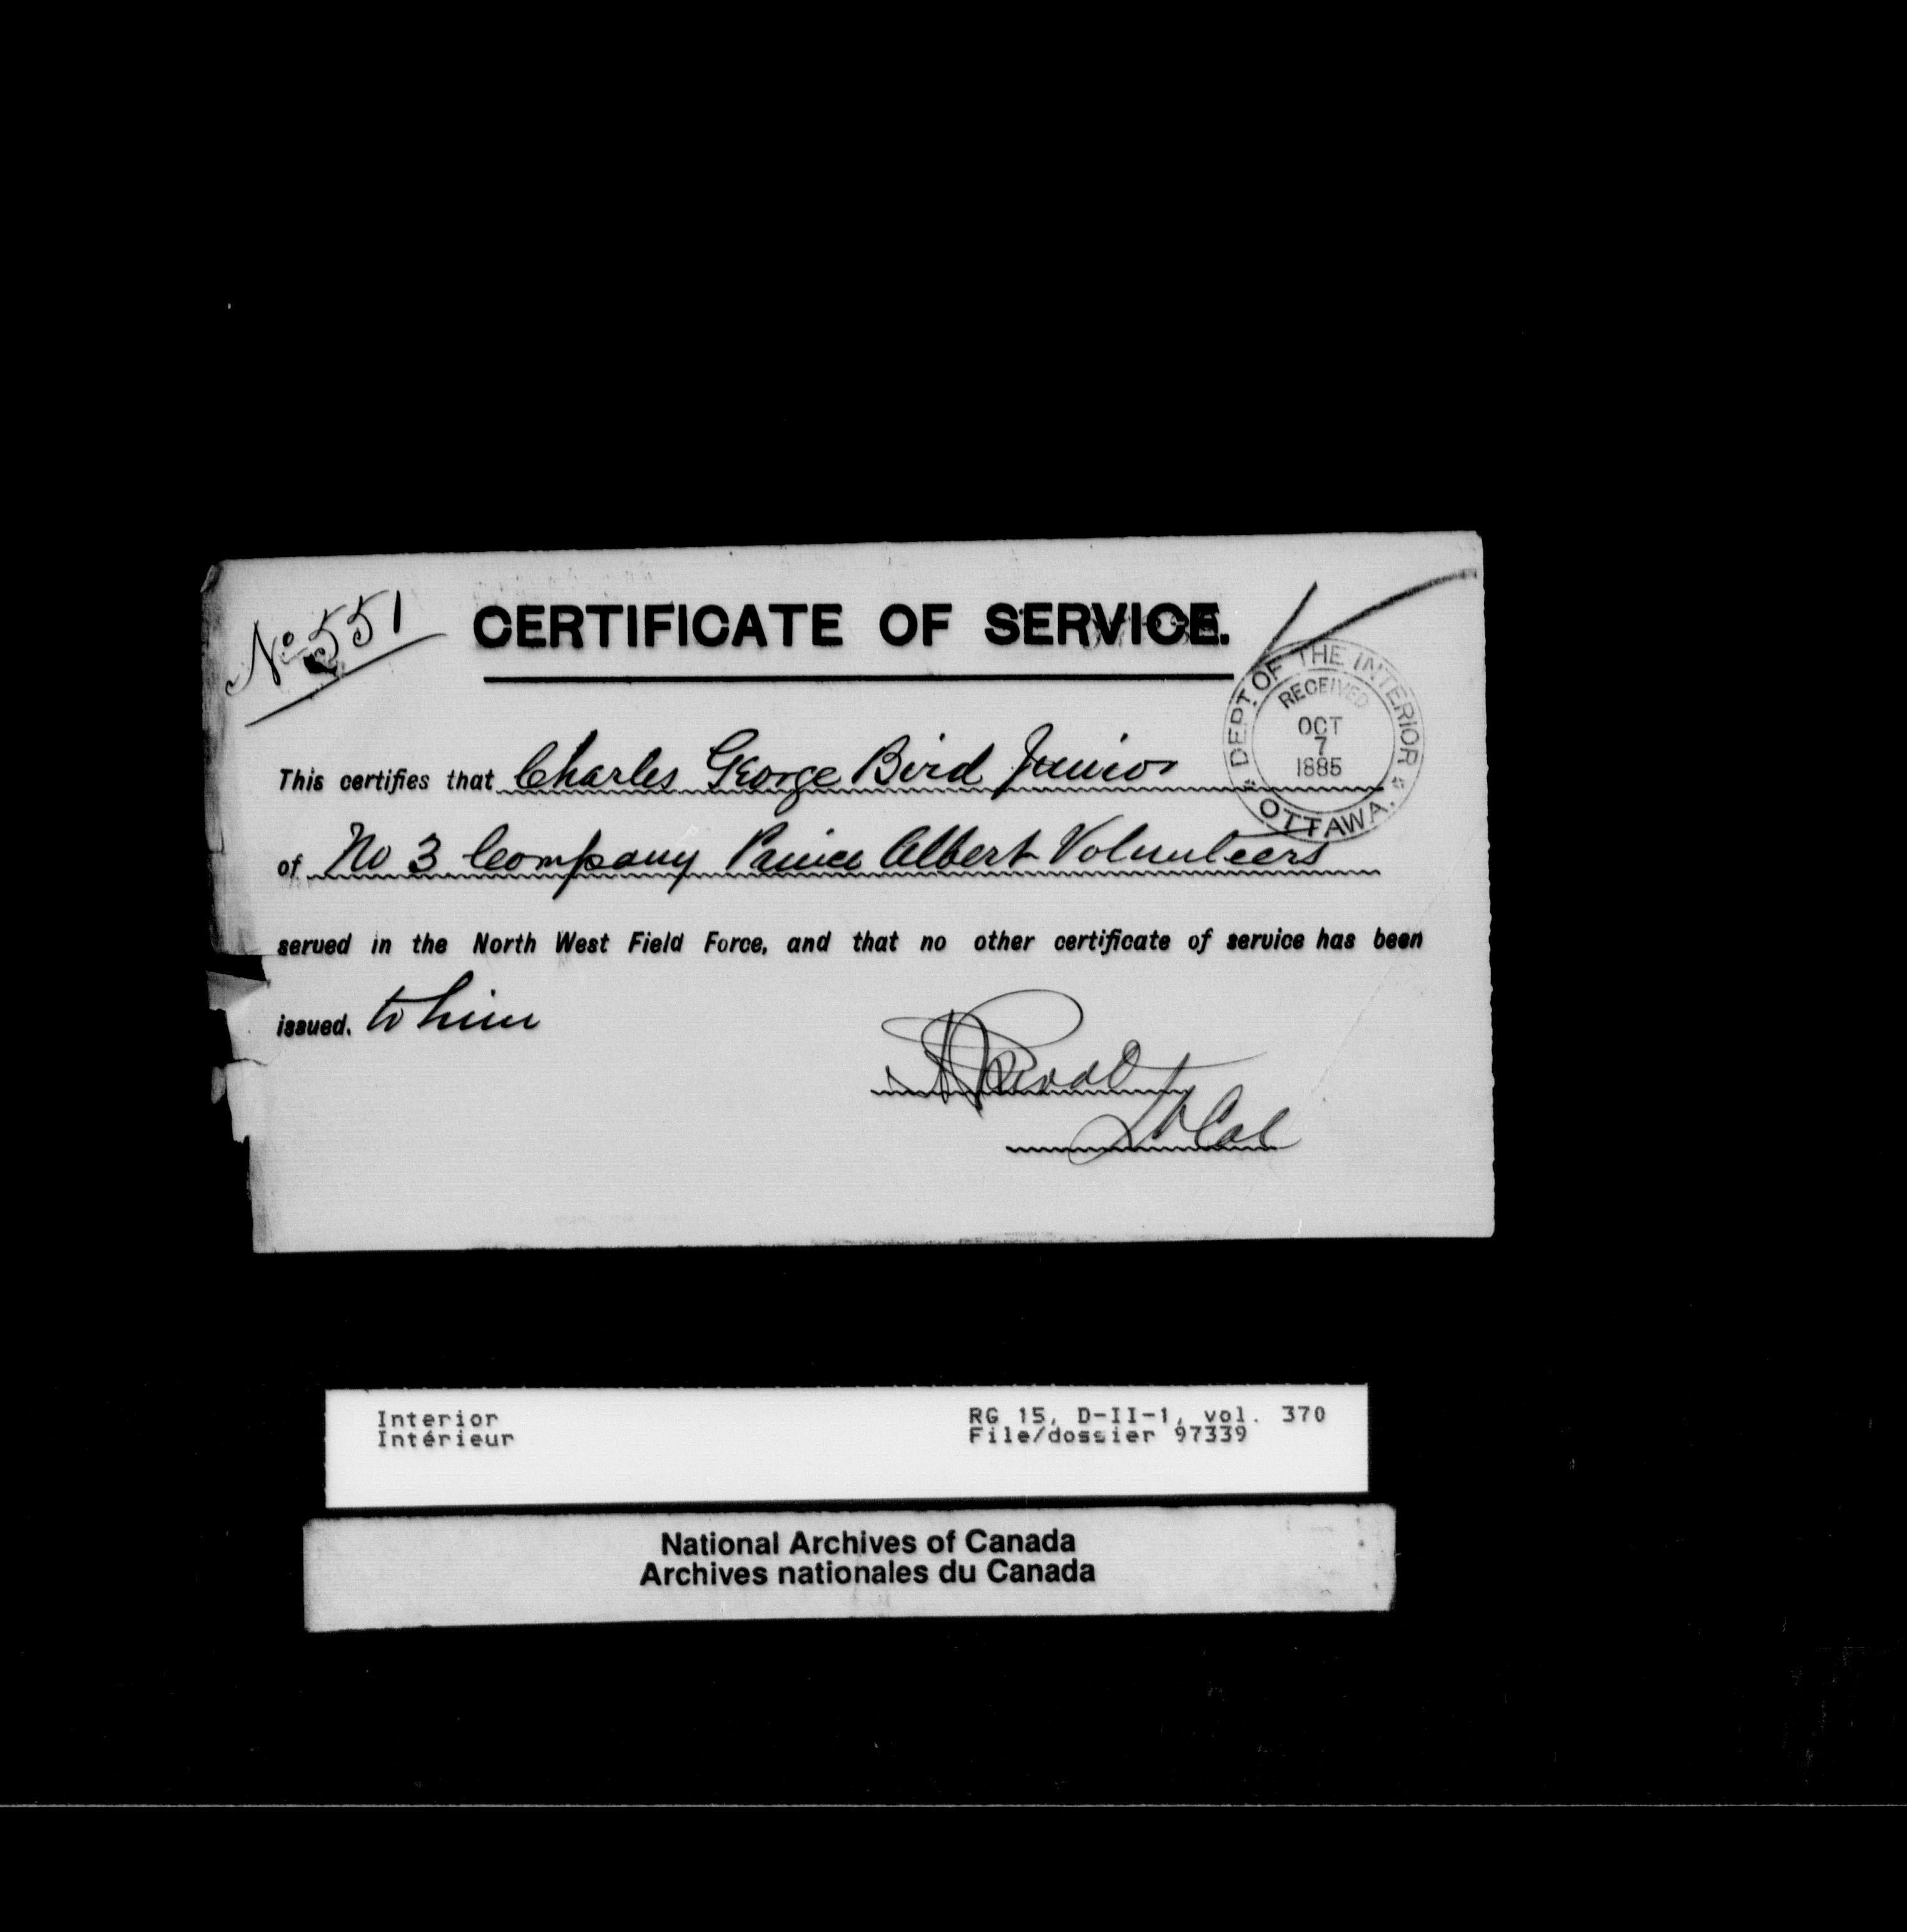 No 551
CERTIFICATE OF SERVICE.
DEPT OF THE INTERIOR
RECEIVED
OCT
7
1885
OTTAWA.
This certifies that Charles George Bird Junior
of No 3 Company Prince Albert Volunteers
served in the North West Field Force, and that no other certificate of service has been
issued. to him
Lt Col
Interior
Intérieur
RG 15, D-II-1, vol. 370
File/dossier 97339
National Archives of Canada
Archives nationales du Canada